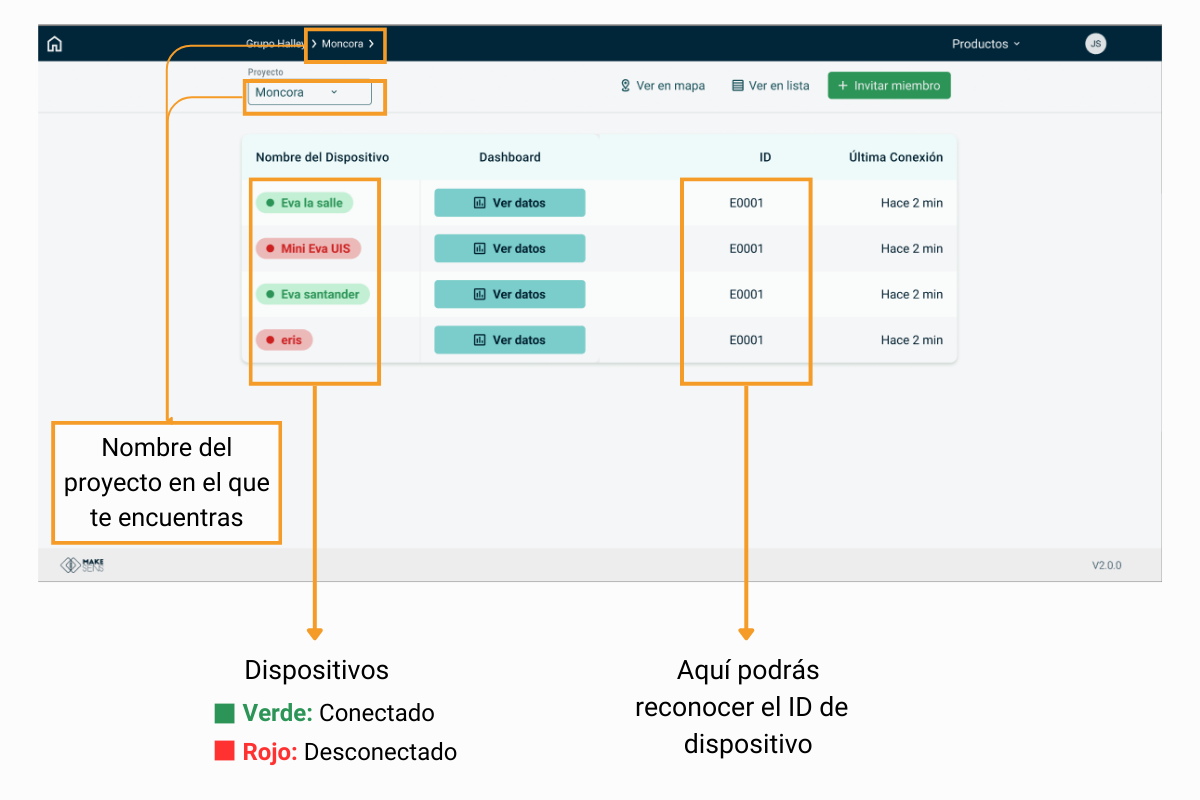 Grupo Halley > Moncora >
Productos
JS
Proyecto
Moncora
Ver en mapa
Ver en lista
+ Invitar miembro
Nombre del Dispositivo Dashboard ID Última Conexión
Eva la salle Ver datos E0001 Hace 2 min
Mini Eva UIS Ver datos E0001 Hace 2 min
Eva santander Ver datos E0001 Hace 2 min
eris Ver datos E0001 Hace 2 min
Nombre del
proyecto en el que
te encuentras
MAKE
SENS
V2.0.0
Dispositivos
Verde: Conectado
Rojo: Desconectado
Aquí podrás
reconocer el ID de
dispositivo